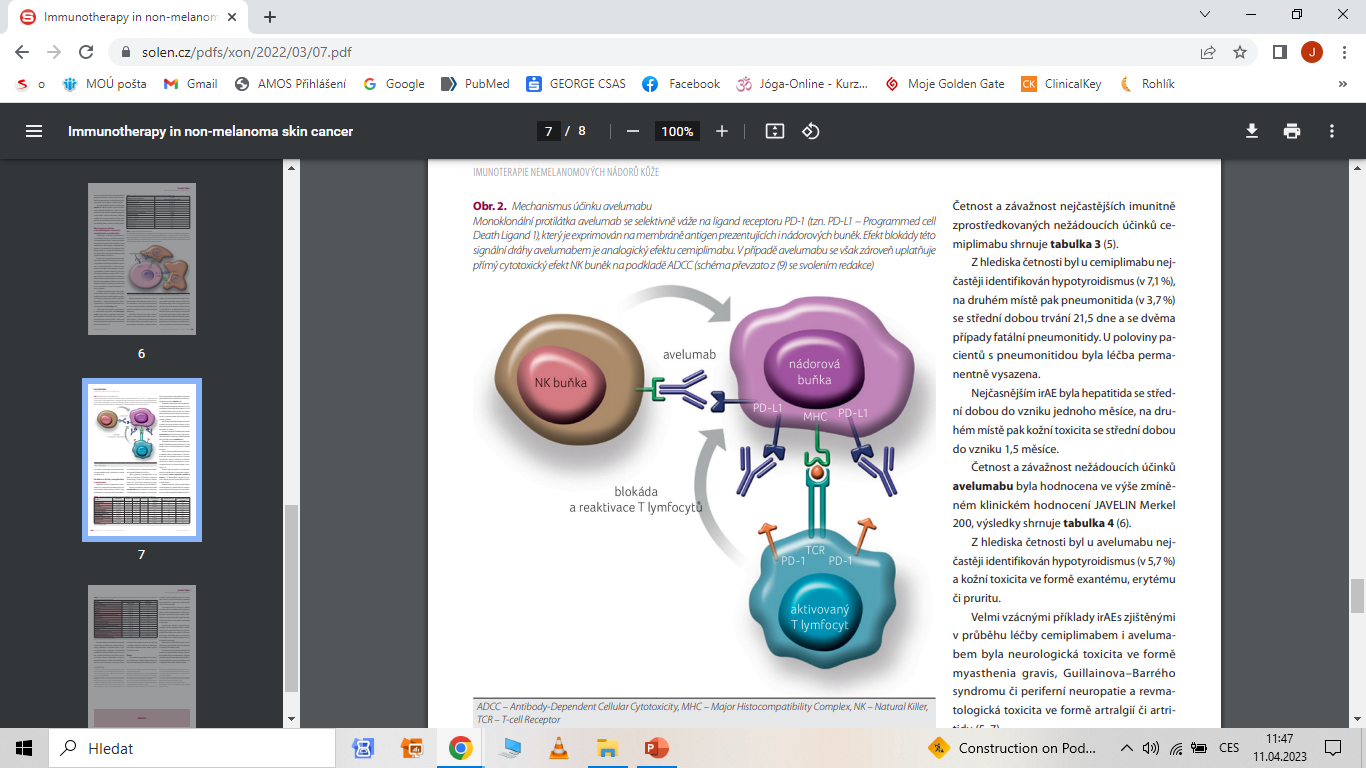 Immunotherapy in non-melanom
solen.cz/pdfs/xon/2022/03/07.pdf
J
o
MOÚ pošta
Gmail
AMOS Přihlášení
Google
PubMed
GEORGE CSAS
Facebook
Jóga-Online - Kurz...
Moje Golden Gate
CK
ClinicalKey
Rohlík
»
Immunotherapy in non-melanoma skin cancer
7 / 8
100%
6
7
IMUNOTERAPIE NEMELANOMOVÝCH NÁDORŮ KŮŽE
Obr. 2. Mechanismus účinku avelumabu
Monoklonální protilátka avelumab se selektivně váže na ligand receptoru PD-1 (tzn. PD-L1 – Programmed cell
Death Ligand 1), který je exprimován na membráně antigen prezentujících i nádorových buněk. Efekt blokády této
signální dráhy avelumabem je analogický efektu cemiplimabu. V případě avelumabu se však zároveň uplatňuje
přímý cytotoxický efekt NK buněk na podkladě ADCC (schéma převzato z (9) se svolením redakce)
NK buňka
avelumab
nádorová
buňka
PD-L1
MHC
PD-L1
blokáda
a reaktivace T lymfocytů
TCR
PD-1
PD-1
aktivovaný
T lymfocyt
ADCC – Antibody-Dependent Cellular Cytotoxicity, MHC – Major Histocompatibility Complex, NK – Natural Killer,
TCR – T-cell Receptor
Četnost a závažnost nejčastějších imunitně
zprostředkovaných nežádoucích účinků ce-
miplimabu shrnuje tabulka 3 (5).
Z hlediska četnosti byl u cemiplimabu nej-
častěji identifikován hypotyroidismus (v 7,1 %),
na druhém místě pak pneumonitida (v 3,7 %)
se střední dobou trvání 21,5 dne a se dvěma
případy fatální pneumonitidy. U poloviny pa-
cientů s pneumonitidou byla léčba perma-
nentně vysazena.
Nejčasnějším irAE byla hepatitida se střed-
ní dobou do vzniku jednoho měsíce, na dru-
hém místě pak kožní toxicita se střední dobou
do vzniku 1,5 měsíce.
Četnost a závažnost nežádoucích účinků
avelumabu byla hodnocena ve výše zmíně-
ném klinickém hodnocení JAVELIN Merkel
200, výsledky shrnuje tabulka 4 (6).
Z hlediska četnosti byl u avelumabu nej-
častěji identifikován hypotyroidismus (v 5,7 %)
a kožní toxicita ve formě exantému, erytému
či pruritu.
Velmi vzácnými příklady irAEs zjištěnými
v průběhu léčby cemiplimabem i aveluma-
bem byla neurologická toxicita ve formě
myasthenia gravis, Guillainova–Barrého
syndromu či periferní neuropatie a revma-
tologická toxicita ve formě artralgií či artri-
tidy (5, 7)
Hledat
Construction on Pod...
CES
11:47
11.04.2023